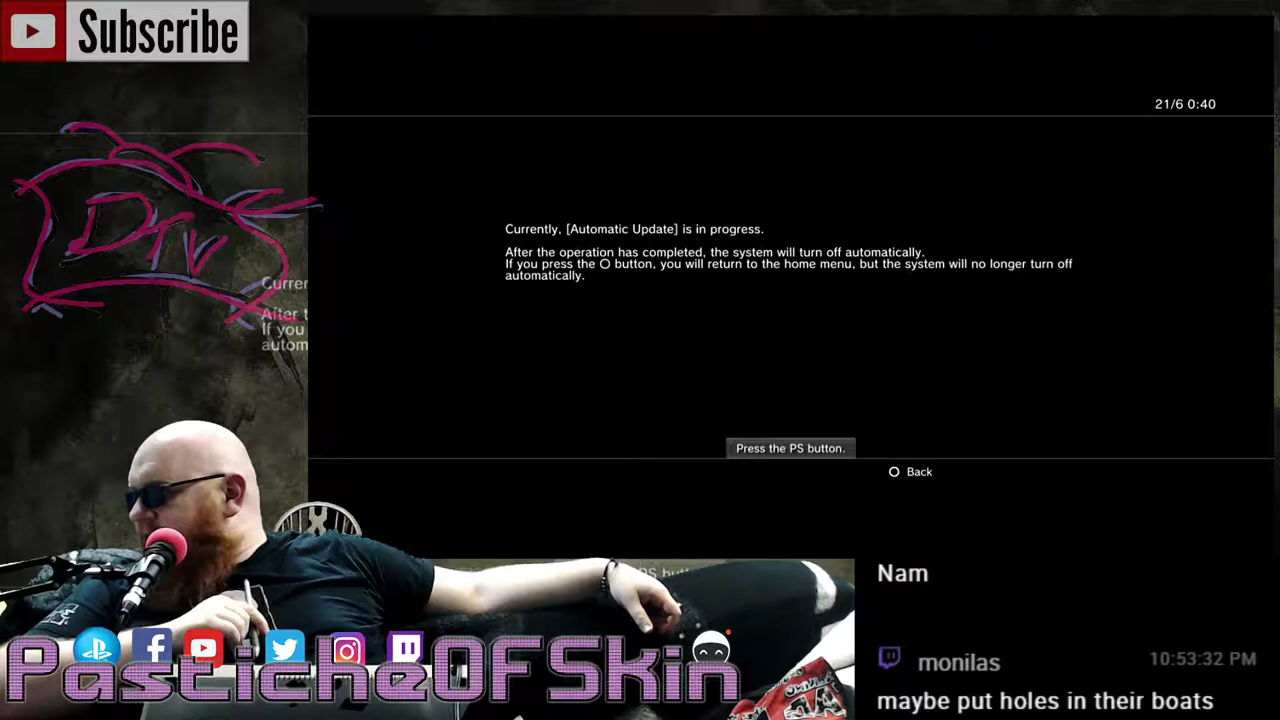 Subscribe
21/6 0:40
DTV
Currently, [Automatic Update] is in progress.
After the operation has completed, the system will turn off automatically.
If you press the O button, you will return to the home menu, but the system will no longer turn off
automatically.
Curren
After t
If you
autom
Press the PS button.
O Back
Nam
monilas
10:53:32 PM
maybe put holes in their boats
PasticheOFSkin